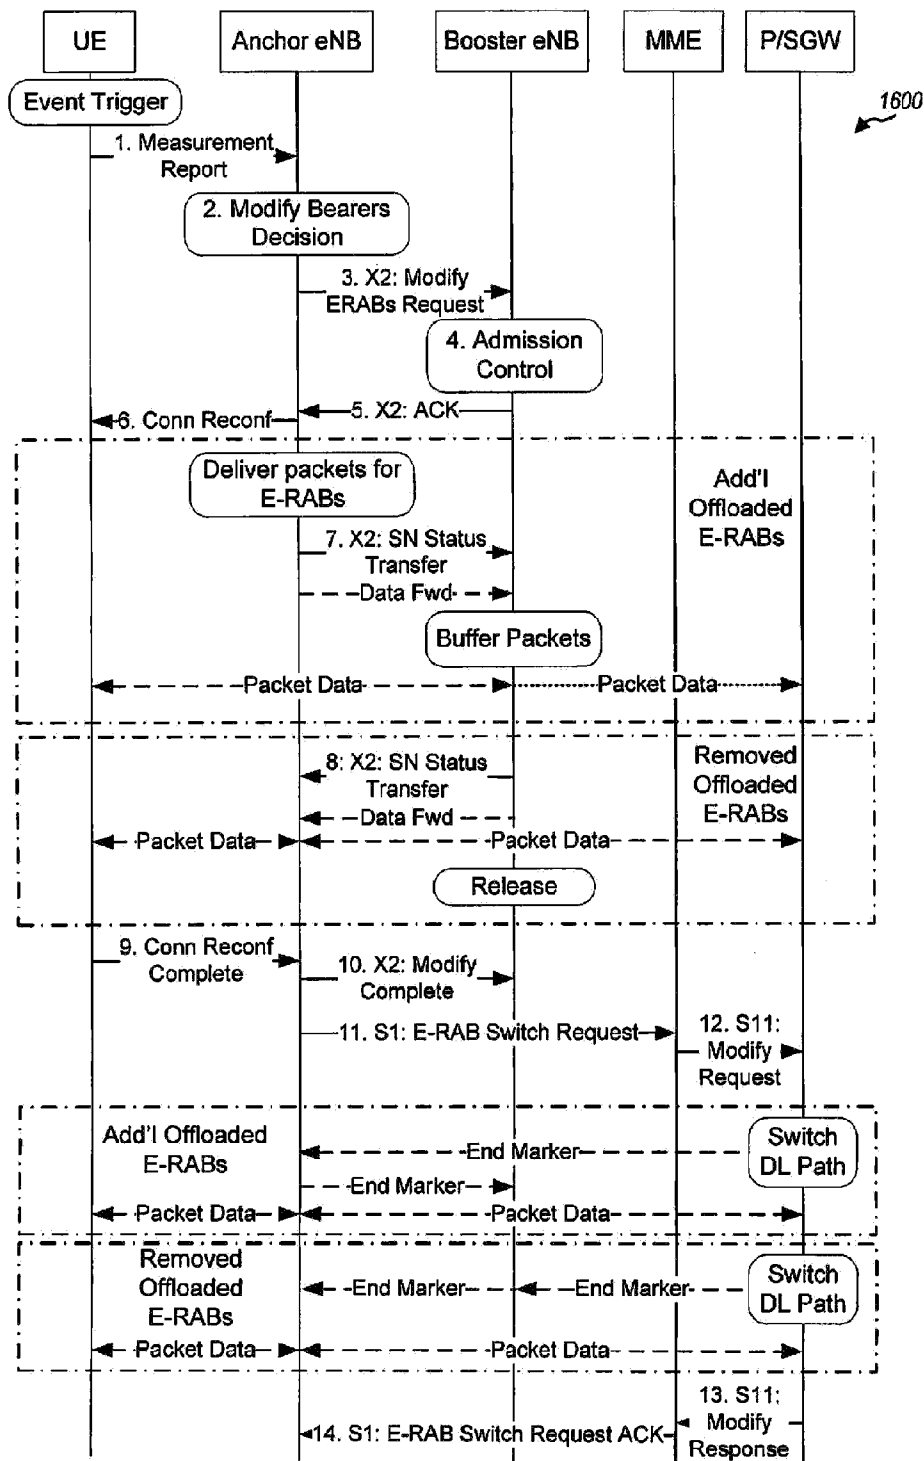 UE
Anchor eNB
Booster eNB
MME
P/SGW
Event Trigger
1600
1. Measurement
Report
2. Modify Bearers
Decision
3. X2: Modify
ERABs Request
4. Admission
Control
5. X2: ACK
6. Conn Reconf
Deliver packets for
E-RABs
Add'l
Offloaded
E-RABs
7. X2: SN Status
Transfer
Data Fwd
Buffer Packets
Packet Data
Packet Data
Removed
Offloaded
E-RABs
8: X2: SN Status
Transfer
Data Fwd
Packet Data
Packet Data
Release
9. Conn Reconf
Complete
10. X2: Modify
Complete
11. S1: E-RAB Switch Request
12. S11:
Modify
Request
Add'l Offloaded
E-RABs
Switch
DL Path
End Marker
End Marker
Packet Data
Packet Data
Removed
Offloaded
E-RABs
Switch
DL Path
End Marker
End Marker
Packet Data
Packet Data
13. S11:
Modify
Response
14. S1: E-RAB Switch Request ACK